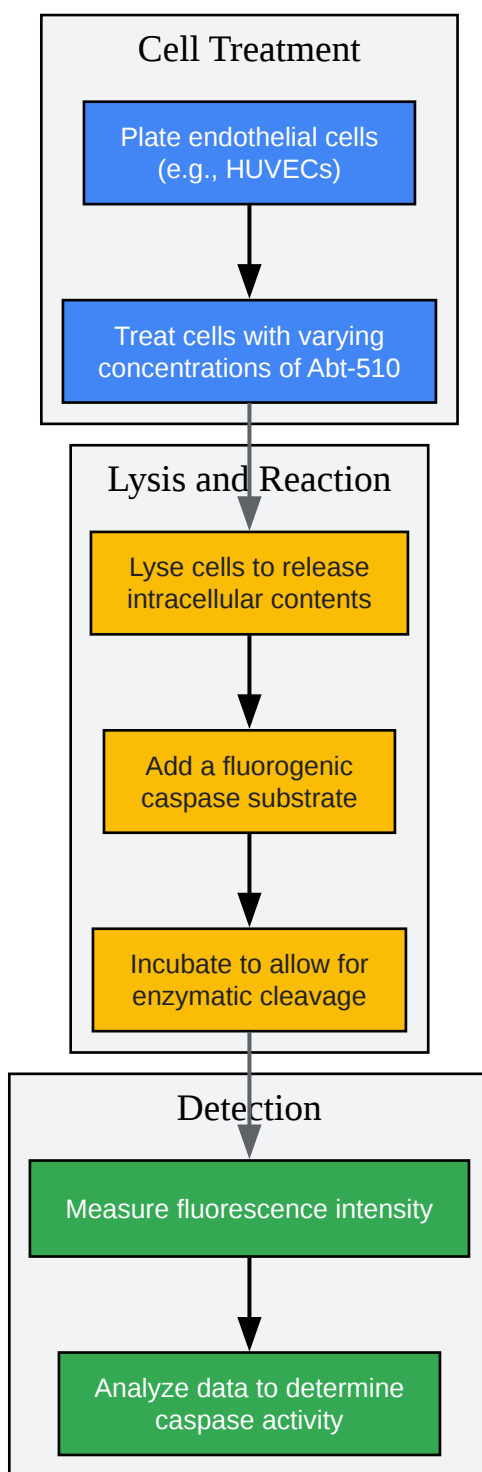 Cell Treatment
Plate endothelial cells
(e.g., HUVECs)
Treat cells with varying
concentrations of Abt-510
Lysis and Reaction
Lyse cells to release
intracellular contents
Add a fluorogenic
caspase substrate
Incubate to allow for
enzymatic cleavage
Detection
Measure fluorescence intensity
Analyze data to determine
caspase activity